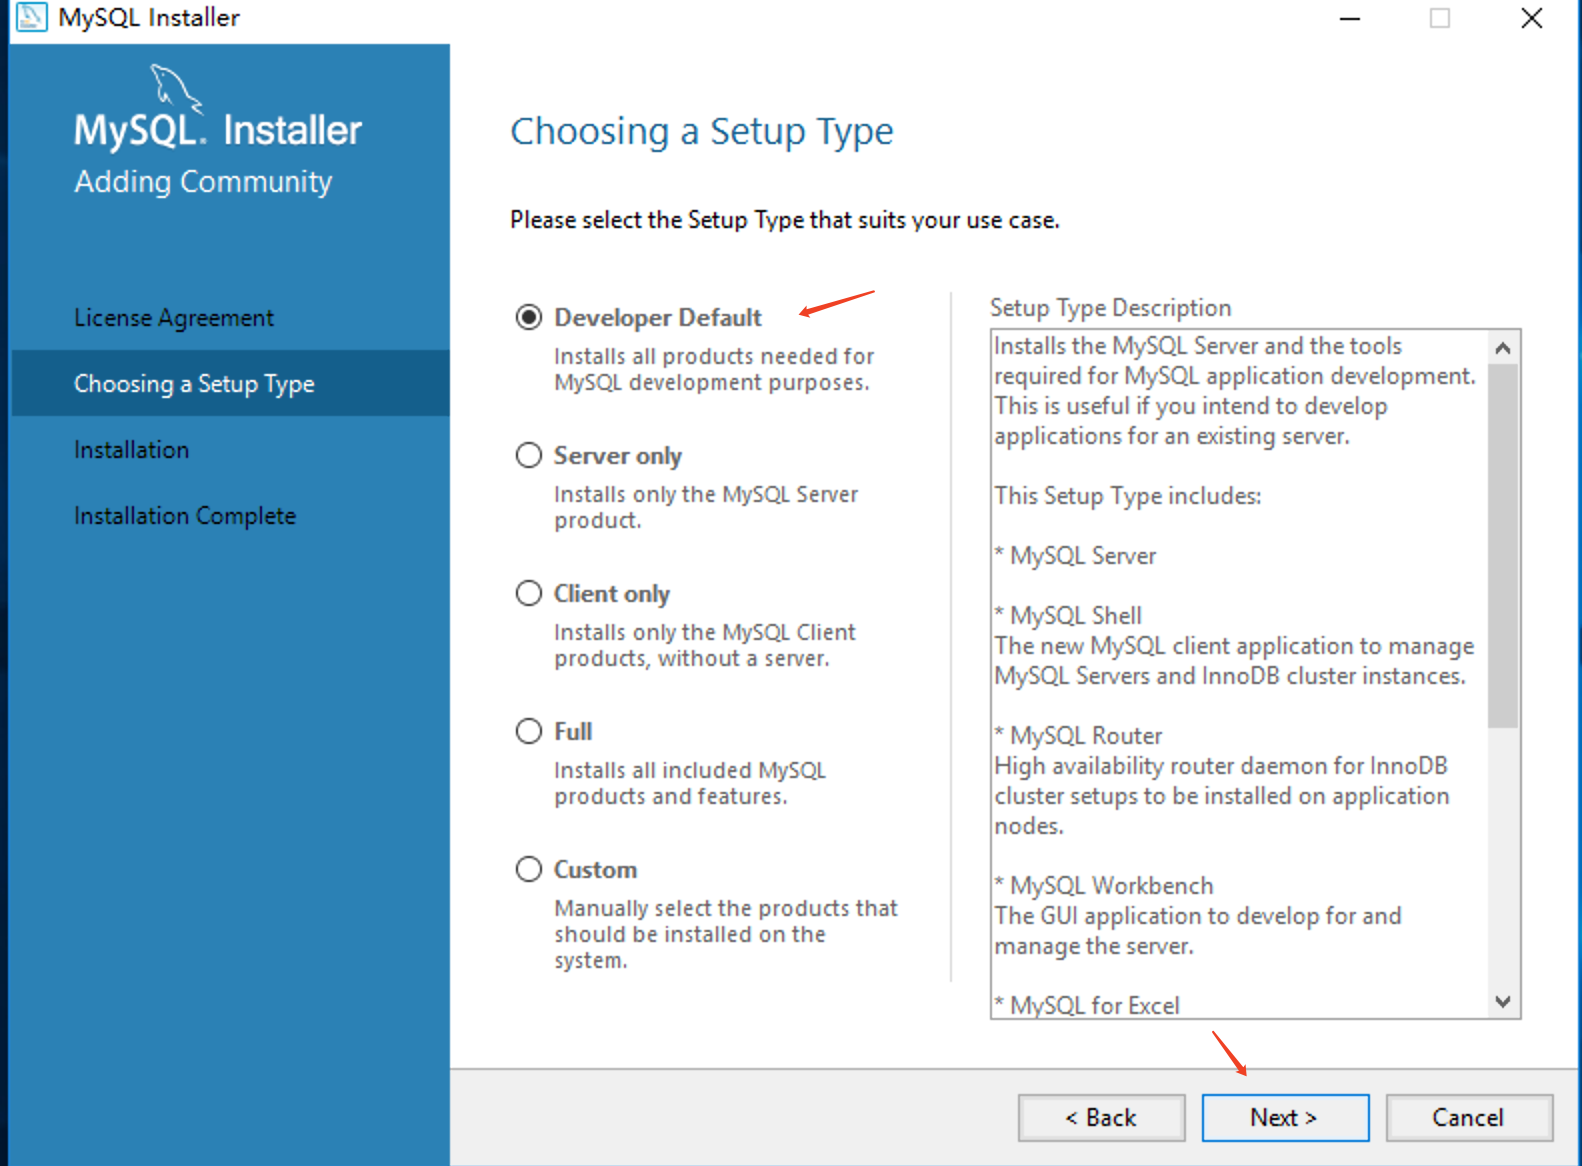 MySQL Installer
MySQL. Installer
Adding Community
License Agreement
Choosing a Setup Type
Installation
Installation Complete
Choosing a Setup Type
Please select the Setup Type that suits your use case.
Developer Default
Installs all products needed for
MySQL development purposes.
Server only
Installs only the MySQL Server
product.
Client only
Installs only the MySQL Client
products, without a server.
Full
Installs all included MySQL
products and features.
Custom
Manually select the products that
should be installed on the
system.
Setup Type Description
Installs the MySQL Server and the tools
required for MySQL application development.
This is useful if you intend to develop
applications for an existing server.
This Setup Type includes:
* MySQL Server
* MySQL Shell
The new MySQL client application to manage
MySQL Servers and InnoDB cluster instances.
* MySQL Router
High availability router daemon for InnoDB
cluster setups to be installed on application
nodes.
* MySQL Workbench
The GUI application to develop for and
manage the server.
* MySQL for Excel
< Back
Next >
Cancel